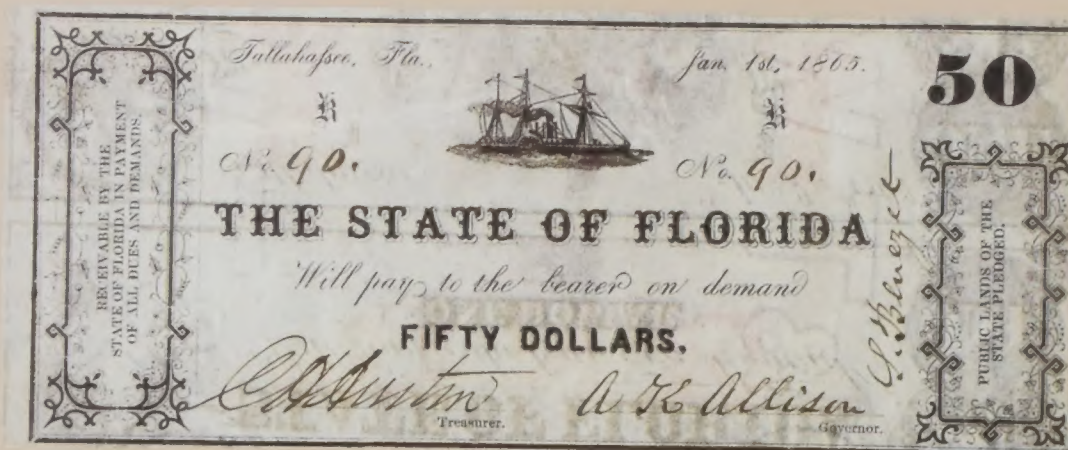 RECEIVABLE BY THE
STATE OF FLORIDA IN PAYMENT
OF ALL DUES AND DEMANDS.
Tallahassee, Fla.
Jan. 1st, 1865.
50
R
R
No. 90.
No. 90.
THE STATE OF FLORIDA
Will pay to the bearer on demand
FIFTY DOLLARS.
C H Austin
Treasurer.
A K Allison
Governor.
PUBLIC LANDS OF THE
STATE PLEDGED.